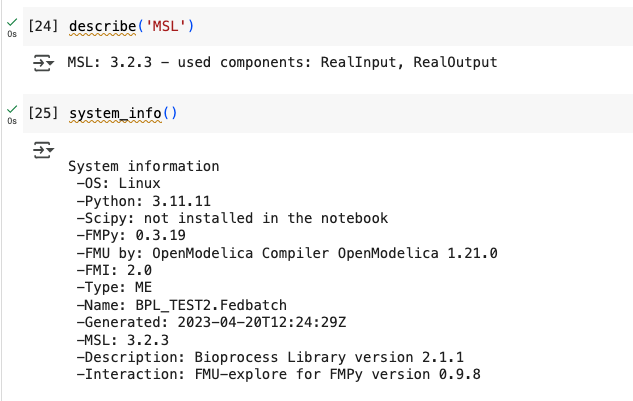 [24] describe('MSL')
0s
MSL: 3.2.3 - used components: RealInput, RealOutput
[25] system_info()
0s
System information
-OS: Linux
-Python: 3.11.11
-Scipy: not installed in the notebook
-FMPy: 0.3.19
-FMU by: OpenModelica Compiler OpenModelica 1.21.0
-FMI: 2.0
-Type: ME
-Name: BPL_TEST2.Fedbatch
-Generated: 2023-04-20T12:24:29Z
-MSL: 3.2.3
-Description: Bioprocess Library version 2.1.1
-Interaction: FMU-explore for FMPy version 0.9.8